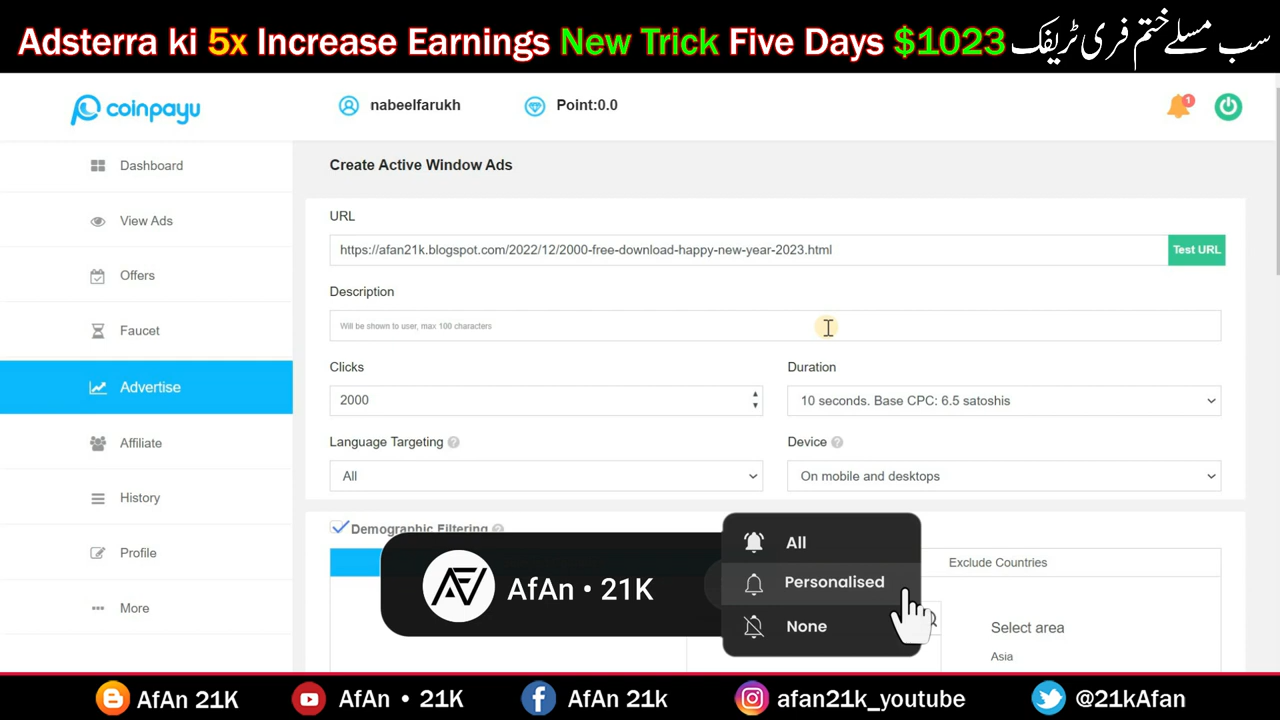 Adsterra ki 5x Increase Earnings New Trick Five Days $1023 سب مسلے ختم فری ٹریفک
coinpayu
nabeelfarukh
Point:0.0
1
Dashboard
View Ads
Offers
Faucet
Advertise
Affiliate
History
Profile
More
Create Active Window Ads
URL
https://afan21k.blogspot.com/2022/12/2000-free-download-happy-new-year-2023.html
Test URL
Description
Will be shown to user, max 100 characters
Clicks
Duration
2000
10 seconds. Base CPC: 6.5 satoshis
Language Targeting ?
Device ?
All
On mobile and desktops
Demographic Filtering ?
Exclude Countries
Select area
Asia
AfAn • 21K
All
Personalised
None
AfAn 21K
AfAn • 21K
AfAn 21k
afan21k_youtube
@21kAfan